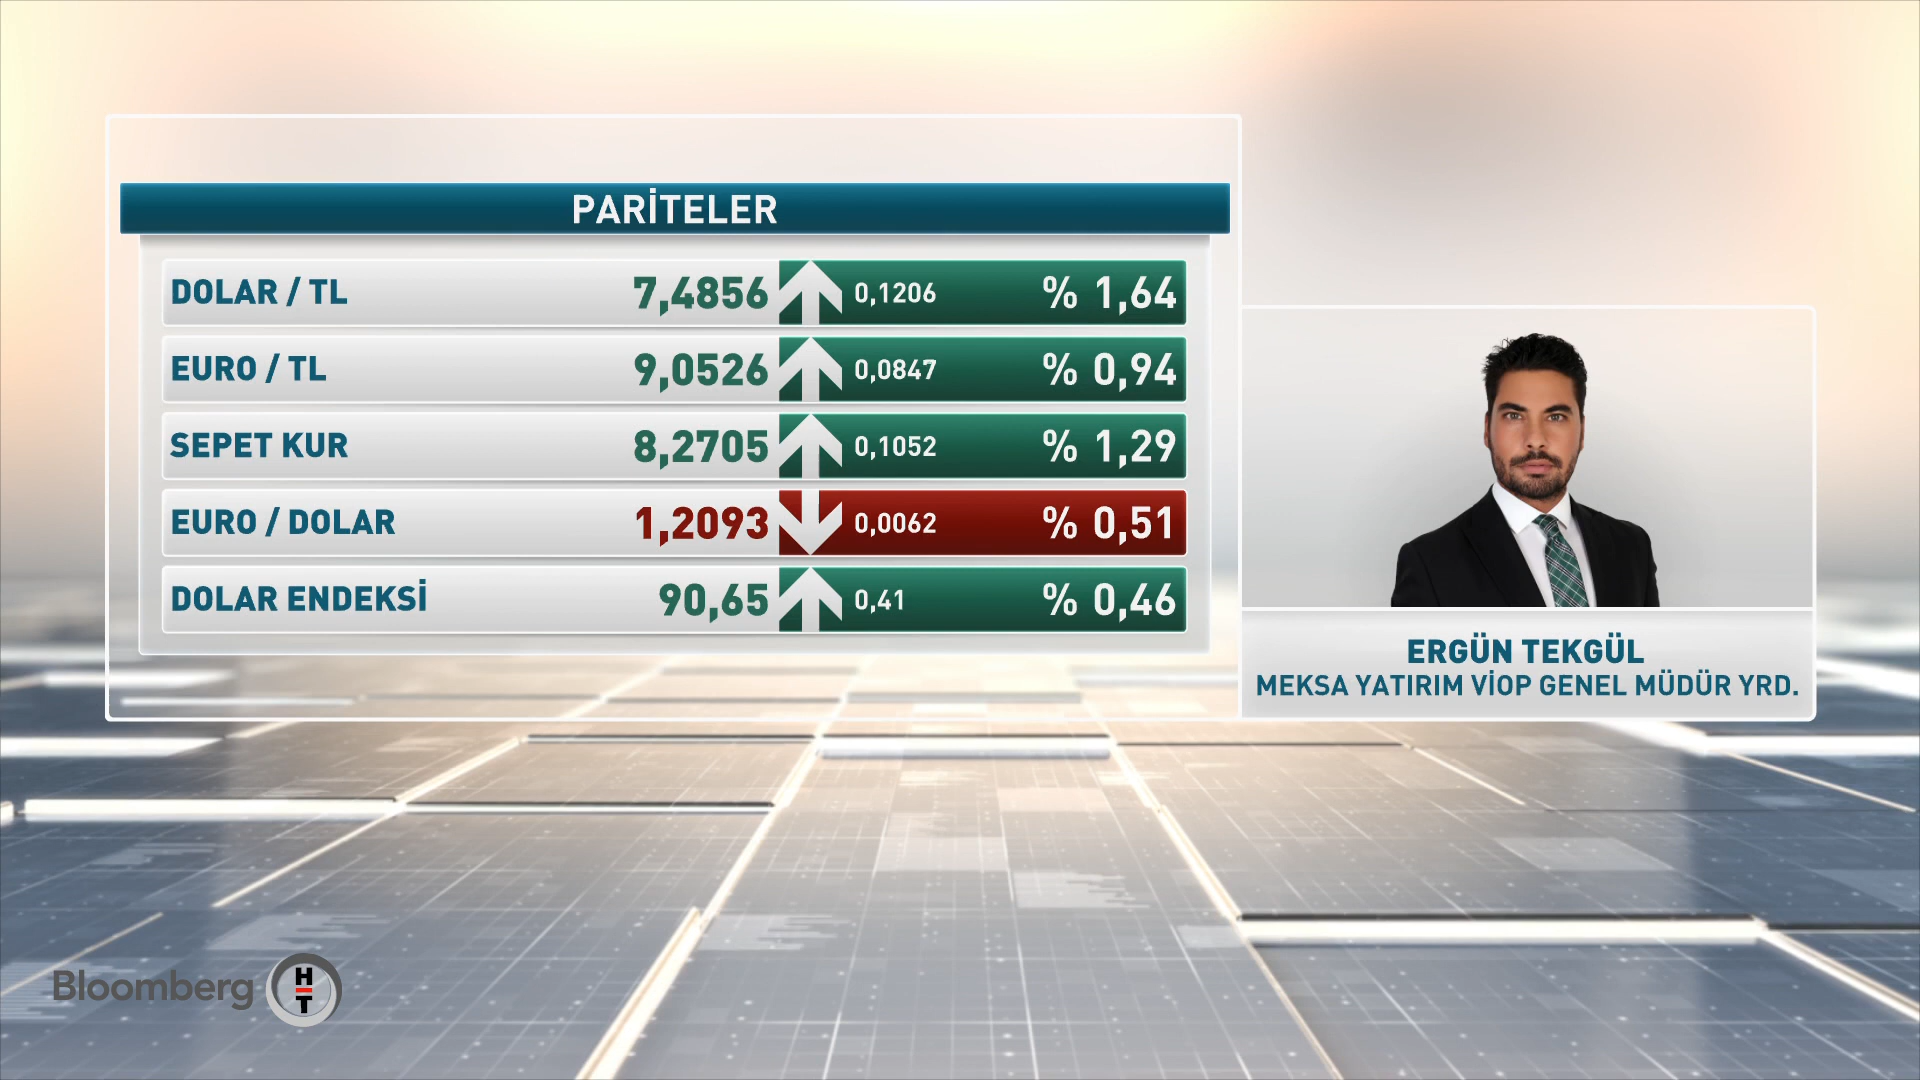 PARİTELER
DOLAR / TL 7,4856 0,1206 % 1,64
EURO / TL 9,0526 0,0847 % 0,94
SEPET KUR 8,2705 0,1052 % 1,29
EURO / DOLAR 1,2093 0,0062 % 0,51
DOLAR ENDEKSİ 90,65 0,41 % 0,46
ERGÜN TEKGÜL
MEKSA YATIRIM VİOP GENEL MÜDÜR YRD.
Bloomberg HT